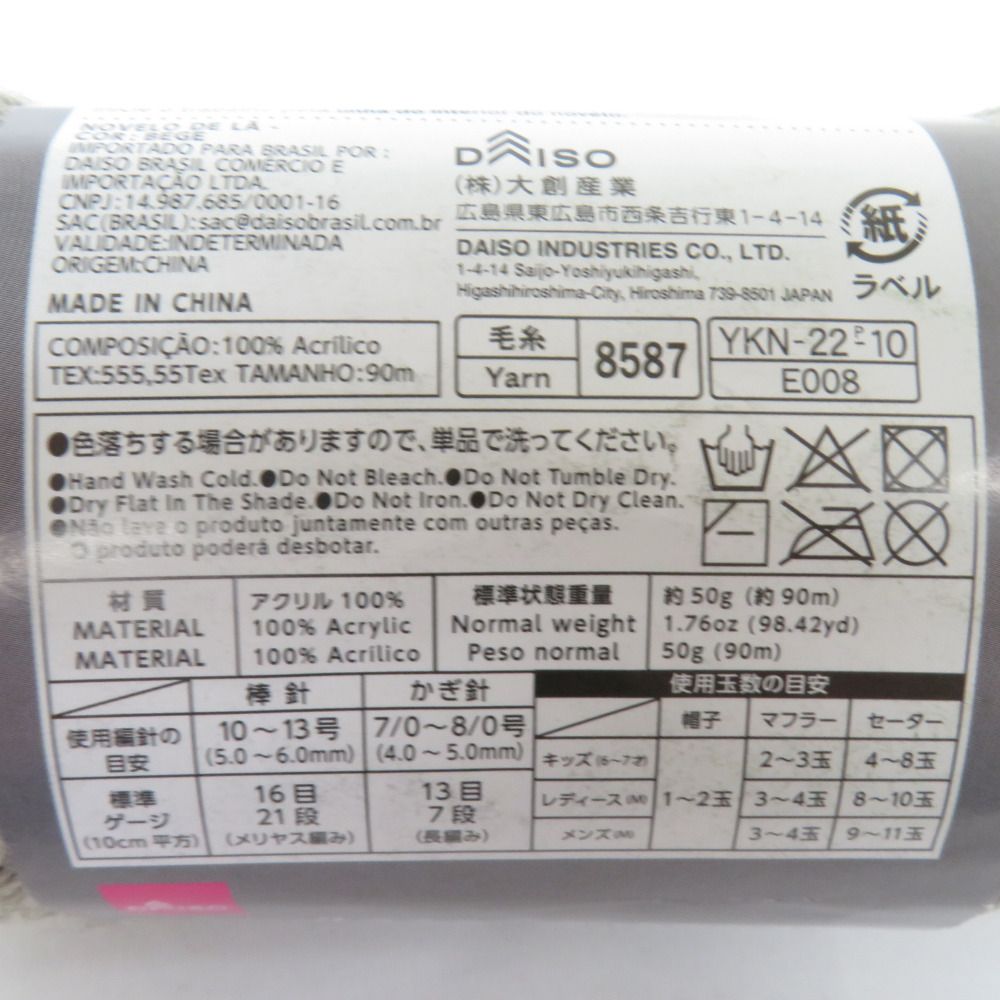 NOVELO DE LÃ -
COR : BEGE
IMPORTADO PARA BRASIL POR :
DAISO BRASIL COMÉRCIO E
IMPORTAÇÃO LTDA.
CNPJ:14.987.685/0001-16
SAC(BRASIL):sac@daisobrasil.com.br
VALIDADE:INDETERMINADA
ORIGEM:CHINA
MADE IN CHINA
DAISO
(株)大創産業
広島県東広島市西条吉行東1-4-14
DAISO INDUSTRIES CO., LTD.
1-4-14 Saijo-Yoshiyukihigashi,
Higashihiroshima-City, Hiroshima 739-8501 JAPAN
紙
ラベル
COMPOSIÇÃO:100% Acrílico
TEX:555,55Tex TAMANHO:90m
毛糸
Yarn
8587
YKN-22 P-10
E008
●色落ちする場合がありますので、単品で洗ってください。
●Hand Wash Cold.●Do Not Bleach.●Do Not Tumble Dry.
●Dry Flat In The Shade.●Do Not Iron.●Do Not Dry Clean.
●Não lave o produto juntamente com outras peças.
O produto poderá desbotar.
材質 アクリル 100% 標準状態重量 約 50g (約 90m)
MATERIAL 100% Acrylic Normal weight 1.76oz (98.42yd)
MATERIAL 100% Acrílico Peso normal 50g (90m)
棒針 かぎ針
使用編針の目安 10～13号 (5.0～6.0mm) 7/0～8/0号 (4.0～5.0mm)
標準ゲージ (10cm平方) 16目 21段 (メリヤス編み) 13目 7段 (長編み)
使用玉数の目安
帽子 マフラー セーター
キッズ(6~7才) 2～3玉 4～8玉
レディース(M) 1～2玉 3～4玉 8～10玉
メンズ(M) 3～4玉 9～11玉